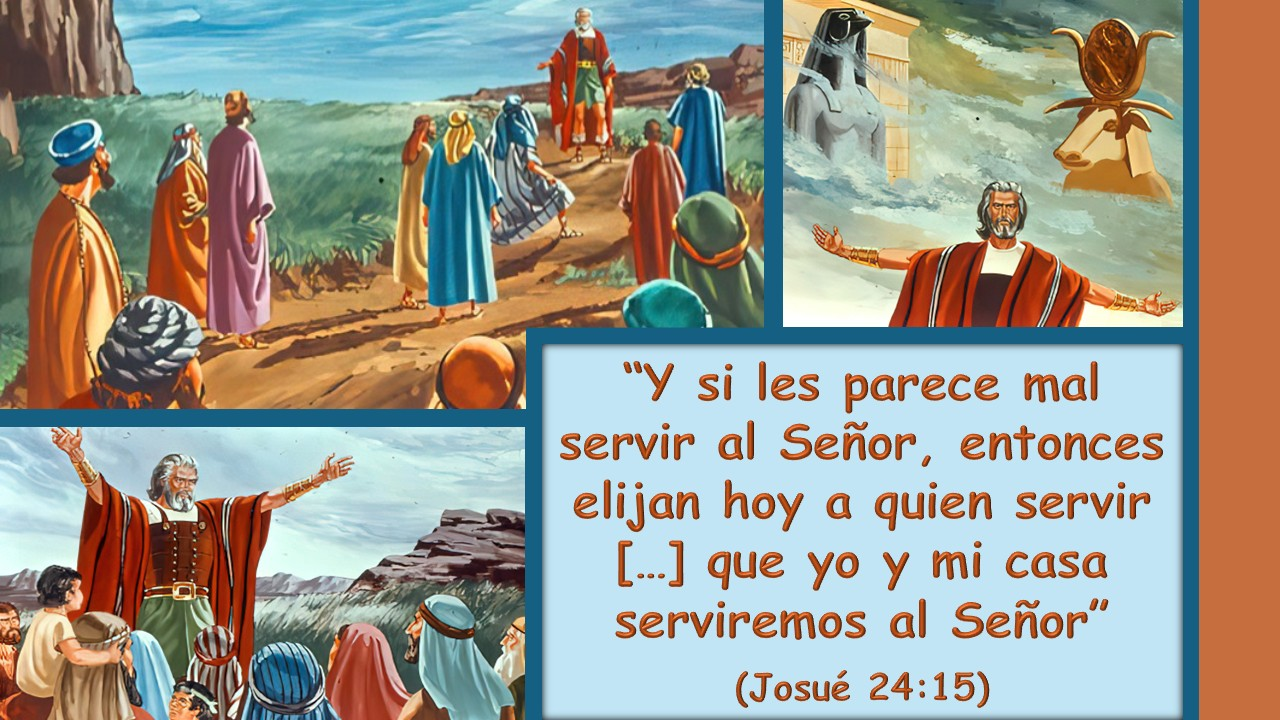 “Y si les parece mal
servir al Señor, entonces
elijan hoy a quien servir
[…] que yo y mi casa
serviremos al Señor”
(Josué 24:15)